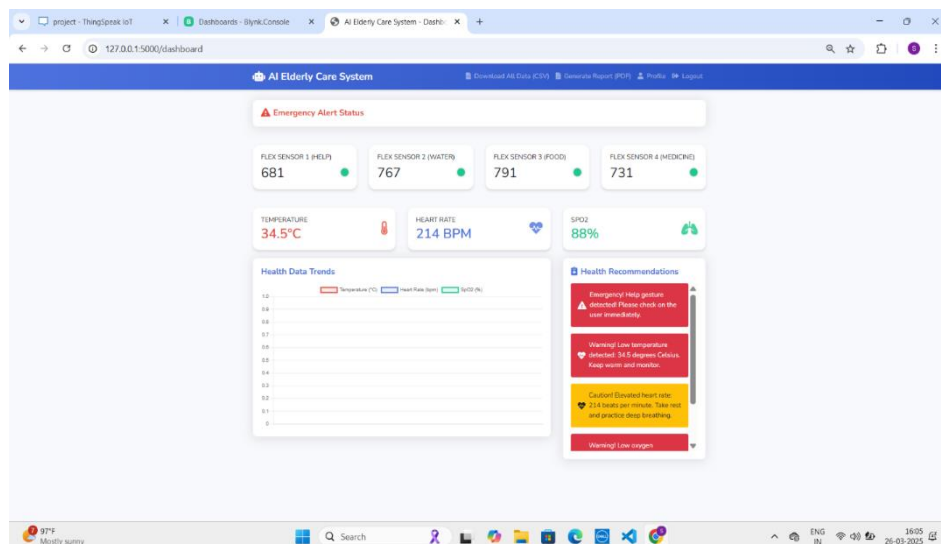 project - ThingSpeak IoT
Dashboards - Blynk.Console
AI Elderly Care System - Dashb
127.0.0.1:5000/dashboard
S
AI Elderly Care System
Download All Data (CSV) Generate Report (PDF) Profile Logout
Emergency Alert Status
FLEX SENSOR 1 (HELP)
681
FLEX SENSOR 2 (WATER)
767
FLEX SENSOR 3 (FOOD)
791
FLEX SENSOR 4 (MEDICINE)
731
TEMPERATURE
34.5°C
HEART RATE
214 BPM
SPO2
88%
Health Data Trends
Temperature (°C) Heart Rate (bpm) SpO2 (%)
1.0
0.9
0.8
0.7
0.6
0.5
0.4
0.3
0.2
0.1
0
Health Recommendations
Emergency! Help gesture
detected! Please check on the
user immediately.
Warning! Low temperature
detected: 34.5 degrees Celsius.
Keep warm and monitor.
Caution! Elevated heart rate:
214 beats per minute. Take rest
and practice deep breathing.
Warning! Low oxygen
97°F
Mostly sunny
Search
ENG
IN
16:05
26-03-2025